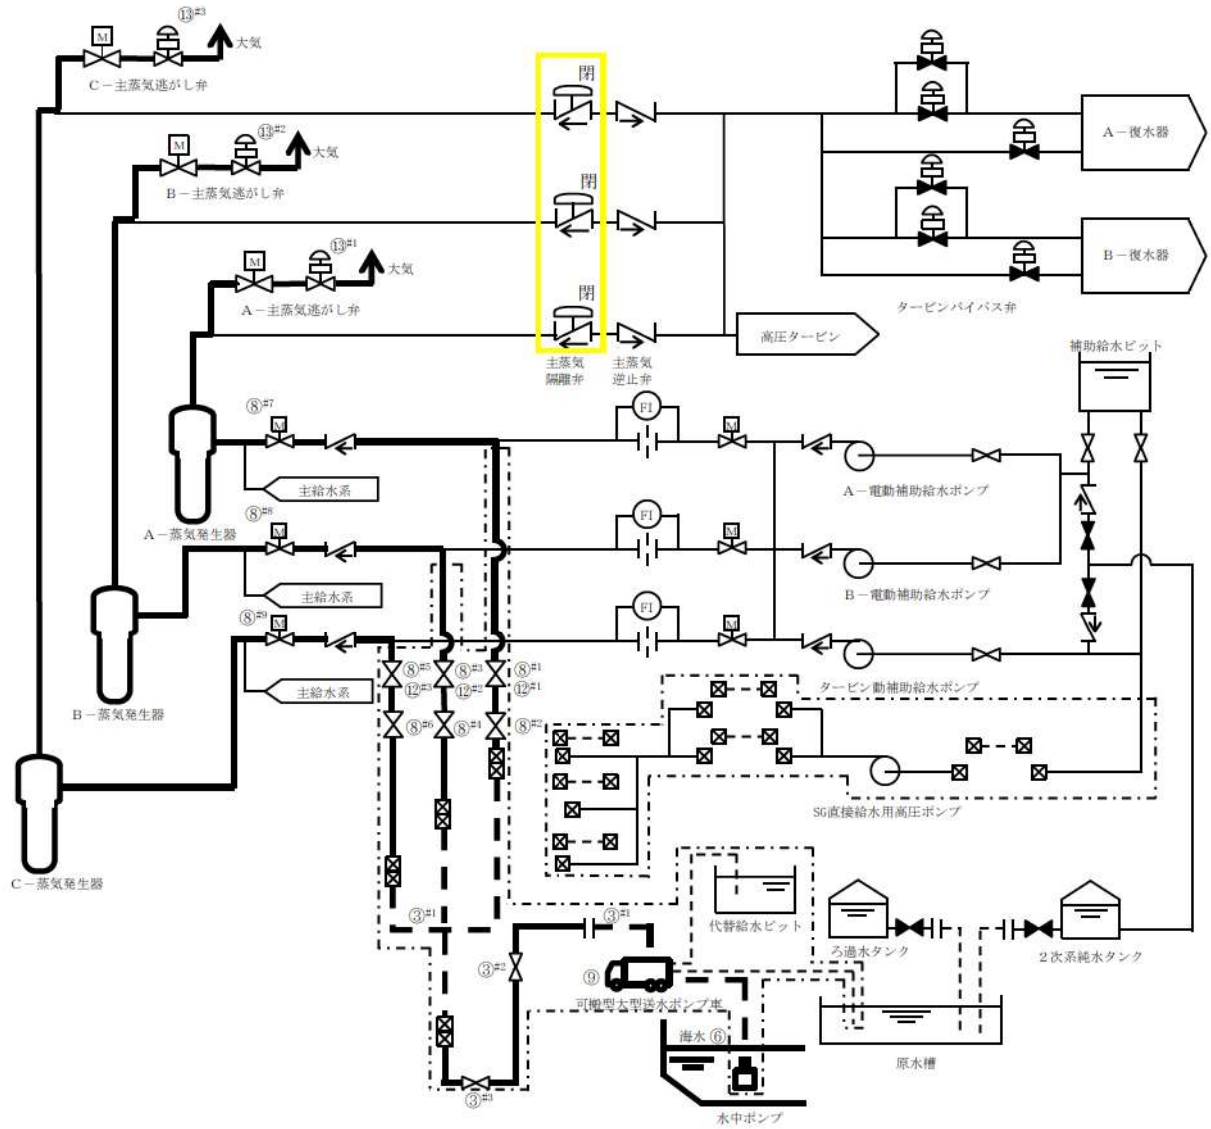 ⑬#3
M
大気
C－主蒸気逃がし弁
閉
A－復水器
⑬#2
M
大気
B－主蒸気逃がし弁
閉
⑬#1
M
大気
B－復水器
A－主蒸気逃がし弁
閉
タービンバイパス弁
高圧タービン
主蒸気
隔離弁
主蒸気
逆止弁
補助給水ピット
⑧#7
M
FI
M
主給水系
A－電動補助給水ポンプ
⑧#8
A－蒸気発生器
M
FI
M
主給水系
B－電動補助給水ポンプ
⑧#9
M
FI
M
主給水系
⑧#5
⑧#3
⑧#1
⑫#3
⑫#2
⑫#1
タービン動補助給水ポンプ
B－蒸気発生器
⑧#6
⑧#4
⑧#2
SG直接給水用高圧ポンプ
C－蒸気発生器
③#1
③#1
代替給水ピット
ろ過水タンク
2次系純水タンク
③#2
⑨
可搬型大型送水ポンプ車
海水⑥
原水槽
③#3
水中ポンプ